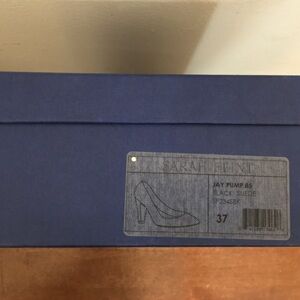 SARAH FLINT
JAY PUMP 85
BLACK SUEDE
37